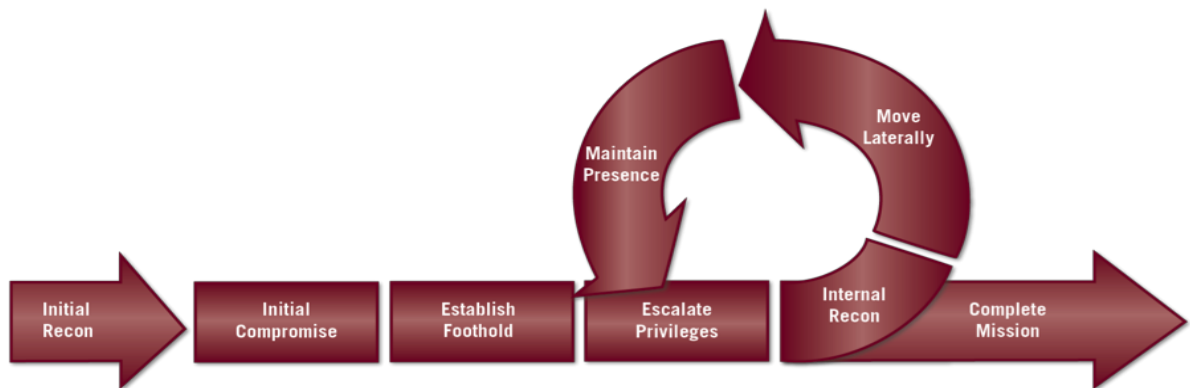 Initial
Recon
Initial
Compromise
Establish
Foothold
Escalate
Privileges
Internal
Recon
Move
Laterally
Maintain
Presence
Complete
Mission